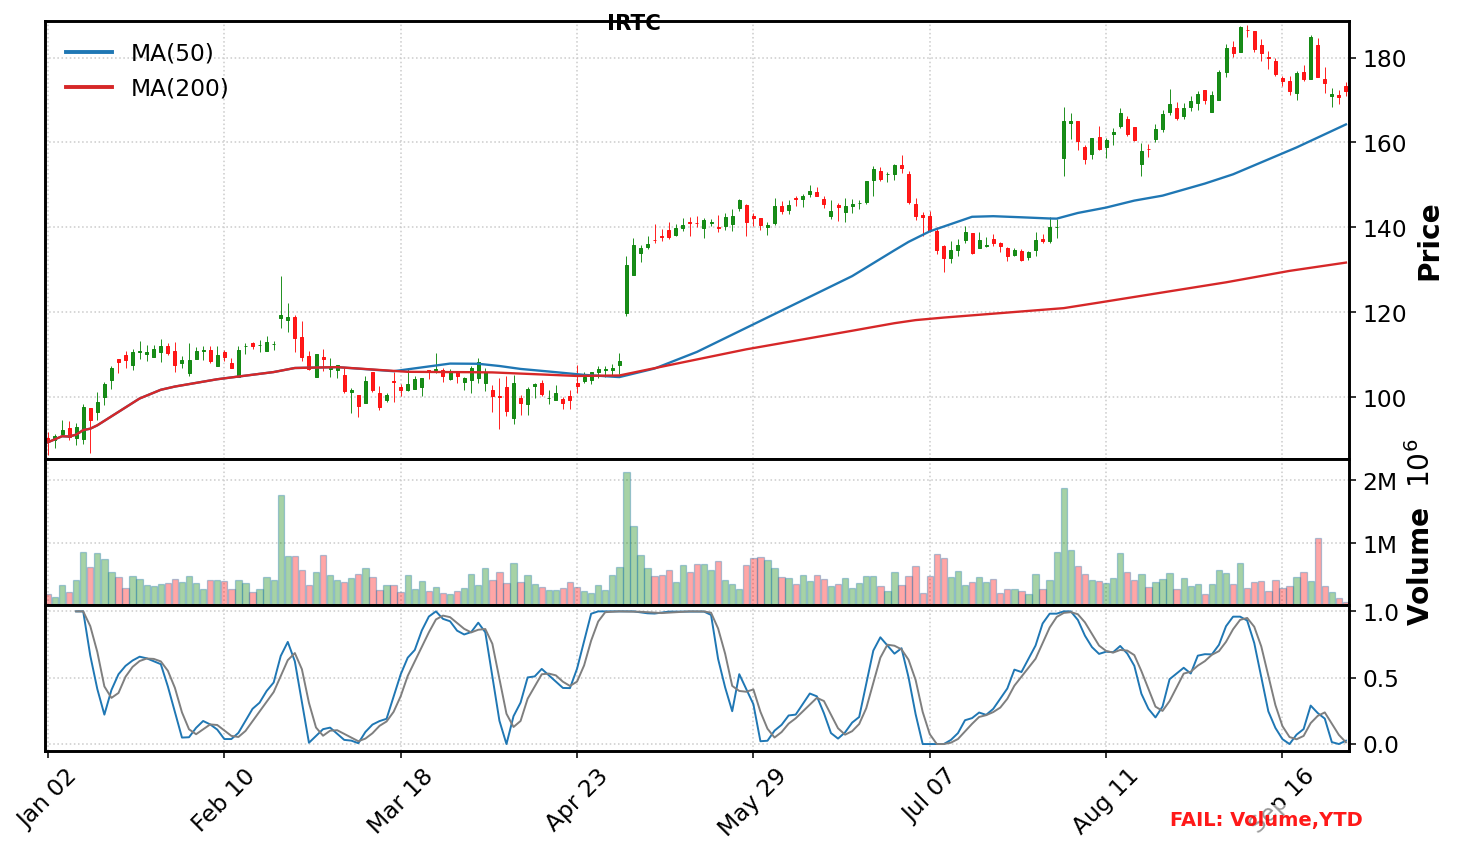 IRTC
MA(50)
MA(200)
180
160
140
120
100
Price
2M
1M
Volume 10⁶
1.0
0.5
0.0
Jan 02
Feb 10
Mar 18
Apr 23
May 29
Jul 07
Aug 11
Sep 16
FAIL: Volume,YTD